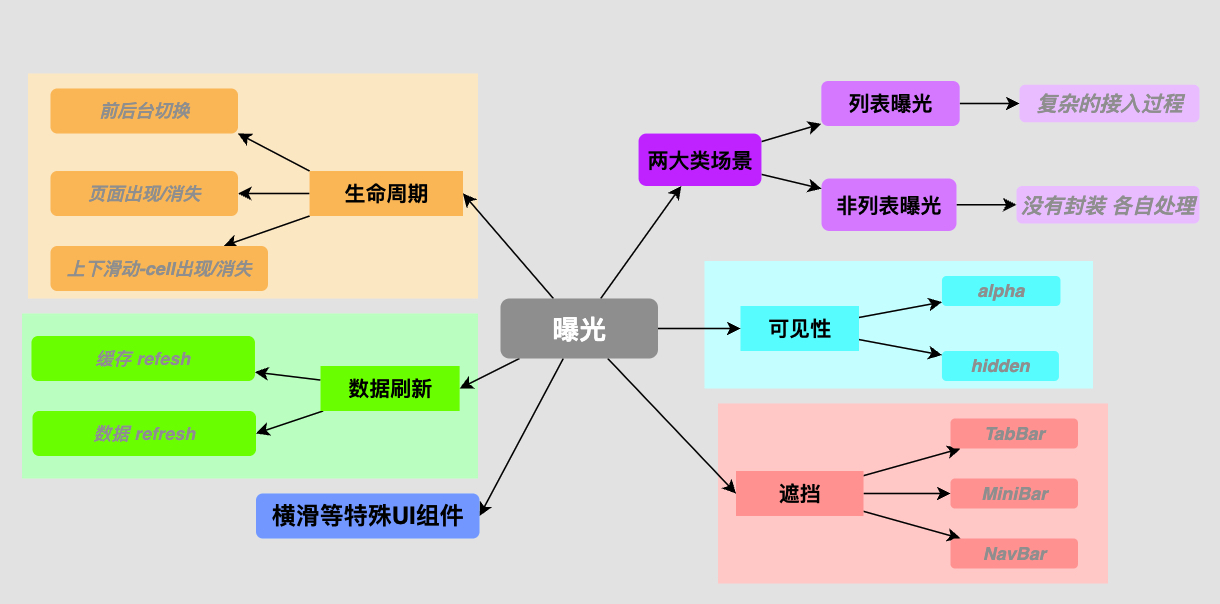 前后台切换
页面出现/消失
上下滑动-cell出现/消失
生命周期
两大类场景
列表曝光
复杂的接入过程
非列表曝光
没有封装 各自处理
曝光
可见性
alpha
hidden
缓存 refesh
数据 refresh
数据刷新
横滑等特殊UI组件
遮挡
TabBar
MiniBar
NavBar